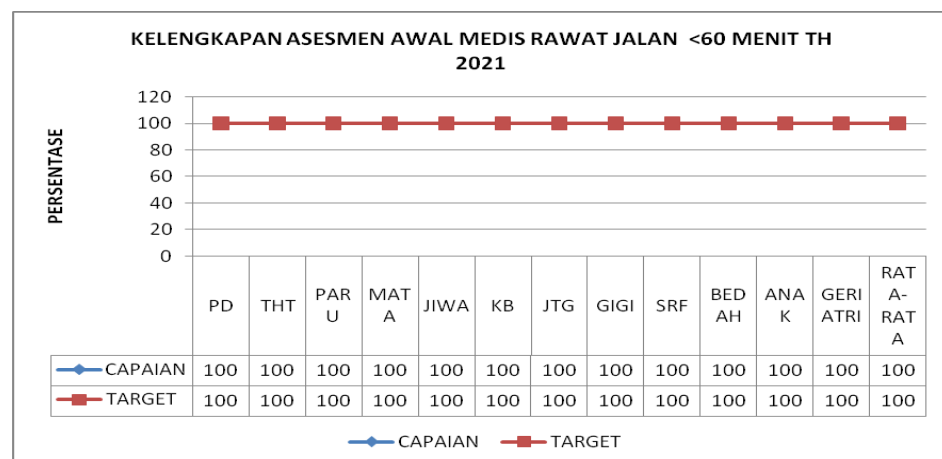 KELENGKAPAN ASESMEN AWAL MEDIS RAWAT JALAN <60 MENIT TH
2021
PERSENTASE
120
100
80
60
40
20
0
PD THT PAR
U MAT
A JIWA KB JTG GIGI SRF BED
AH ANA
K GERI
ATRI RAT
A-
RAT
A
CAPAIAN 100 100 100 100 100 100 100 100 100 100 100 100 100
TARGET 100 100 100 100 100 100 100 100 100 100 100 100 100
CAPAIAN TARGET